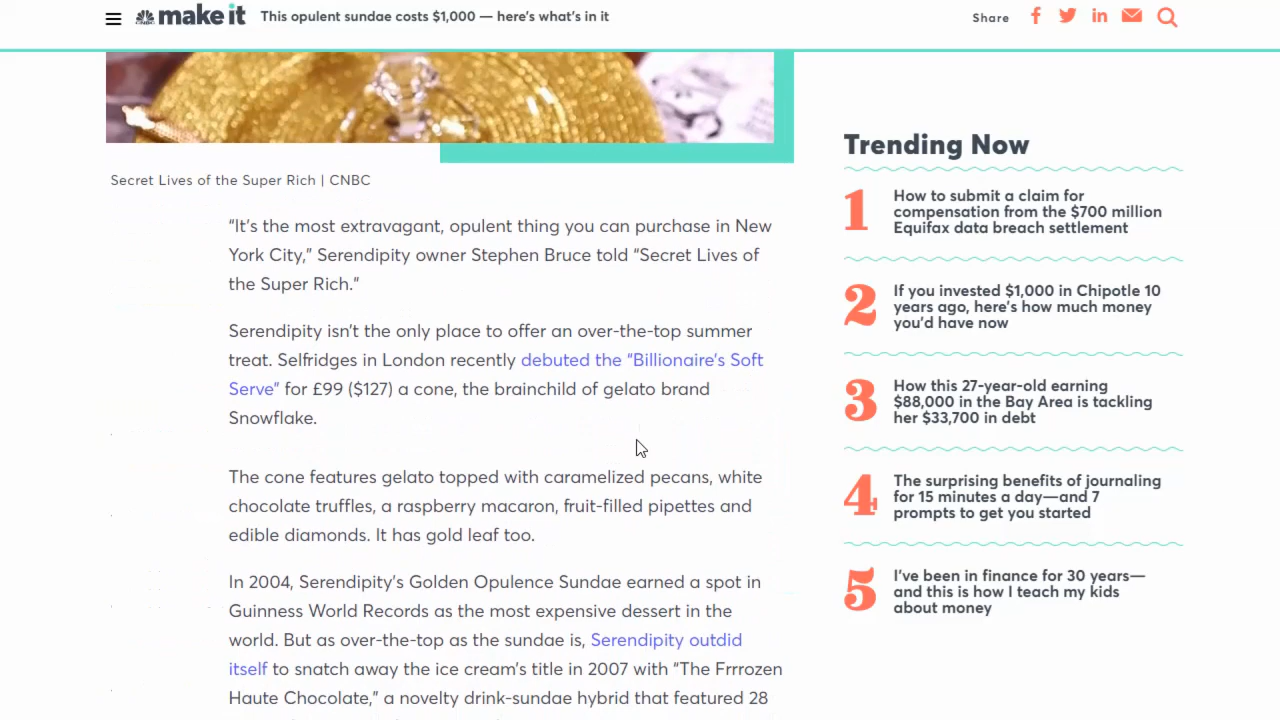 CNBC make it
This opulent sundae costs $1,000 — here's what's in it
Share
Secret Lives of the Super Rich | CNBC
“It's the most extravagant, opulent thing you can purchase in New
York City,” Serendipity owner Stephen Bruce told “Secret Lives of
the Super Rich.”
Serendipity isn't the only place to offer an over-the-top summer
treat. Selfridges in London recently debuted the “Billionaire's Soft
Serve” for £99 ($127) a cone, the brainchild of gelato brand
Snowflake.
The cone features gelato topped with caramelized pecans, white
chocolate truffles, a raspberry macaron, fruit-filled pipettes and
edible diamonds. It has gold leaf too.
In 2004, Serendipity's Golden Opulence Sundae earned a spot in
Guinness World Records as the most expensive dessert in the
world. But as over-the-top as the sundae is, Serendipity outdid
itself to snatch away the ice cream's title in 2007 with “The Frrrozen
Haute Chocolate,” a novelty drink-sundae hybrid that featured 28
Trending Now
1
How to submit a claim for
compensation from the $700 million
Equifax data breach settlement
2
If you invested $1,000 in Chipotle 10
years ago, here's how much money
you'd have now
3
How this 27-year-old earning
$88,000 in the Bay Area is tackling
her $33,700 in debt
4
The surprising benefits of journaling
for 15 minutes a day—and 7
prompts to get you started
5
I've been in finance for 30 years—
and this is how I teach my kids
about money